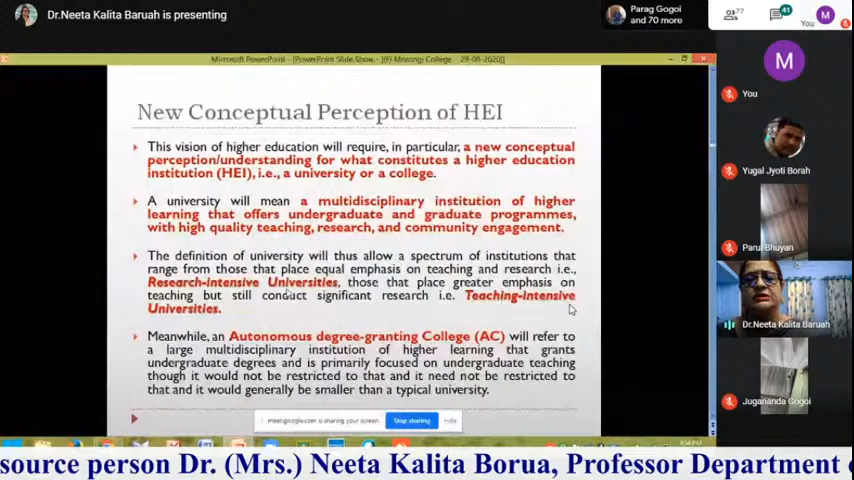 Dr.Neeta Kalita Baruah is presenting
Parag Gogoi
and 70 more
77
41
You
M
Microsoft PowerPoint - [PowerPoint Slide Show - [(F) Morongi College 29-08-2020]]
New Conceptual Perception of HEI
This vision of higher education will require, in particular, a new conceptual
perception/understanding for what constitutes a higher education
institution (HEI), i.e., a university or a college.
A university will mean a multidisciplinary institution of higher
learning that offers undergraduate and graduate programmes,
with high quality teaching, research, and community engagement.
The definition of university will thus allow a spectrum of institutions that
range from those that place equal emphasis on teaching and research i.e.,
Research-intensive Universities, those that place greater emphasis on
teaching but still conduct significant research i.e. Teaching-intensive
Universities.
Meanwhile, an Autonomous degree-granting College (AC) will refer to
a large multidisciplinary institution of higher learning that grants
undergraduate degrees and is primarily focused on undergraduate teaching
though it would not be restricted to that and it need not be restricted to
that and it would generally be smaller than a typical university.
meet.google.com is sharing your screen.
Stop sharing
Hide
M
You
Yugal Jyoti Borah
Parul Bhuyan
Dr.Neeta Kalita Baruah
Jugananda Gogoi
source person Dr. (Mrs.) Neeta Kalita Borua, Professor Department